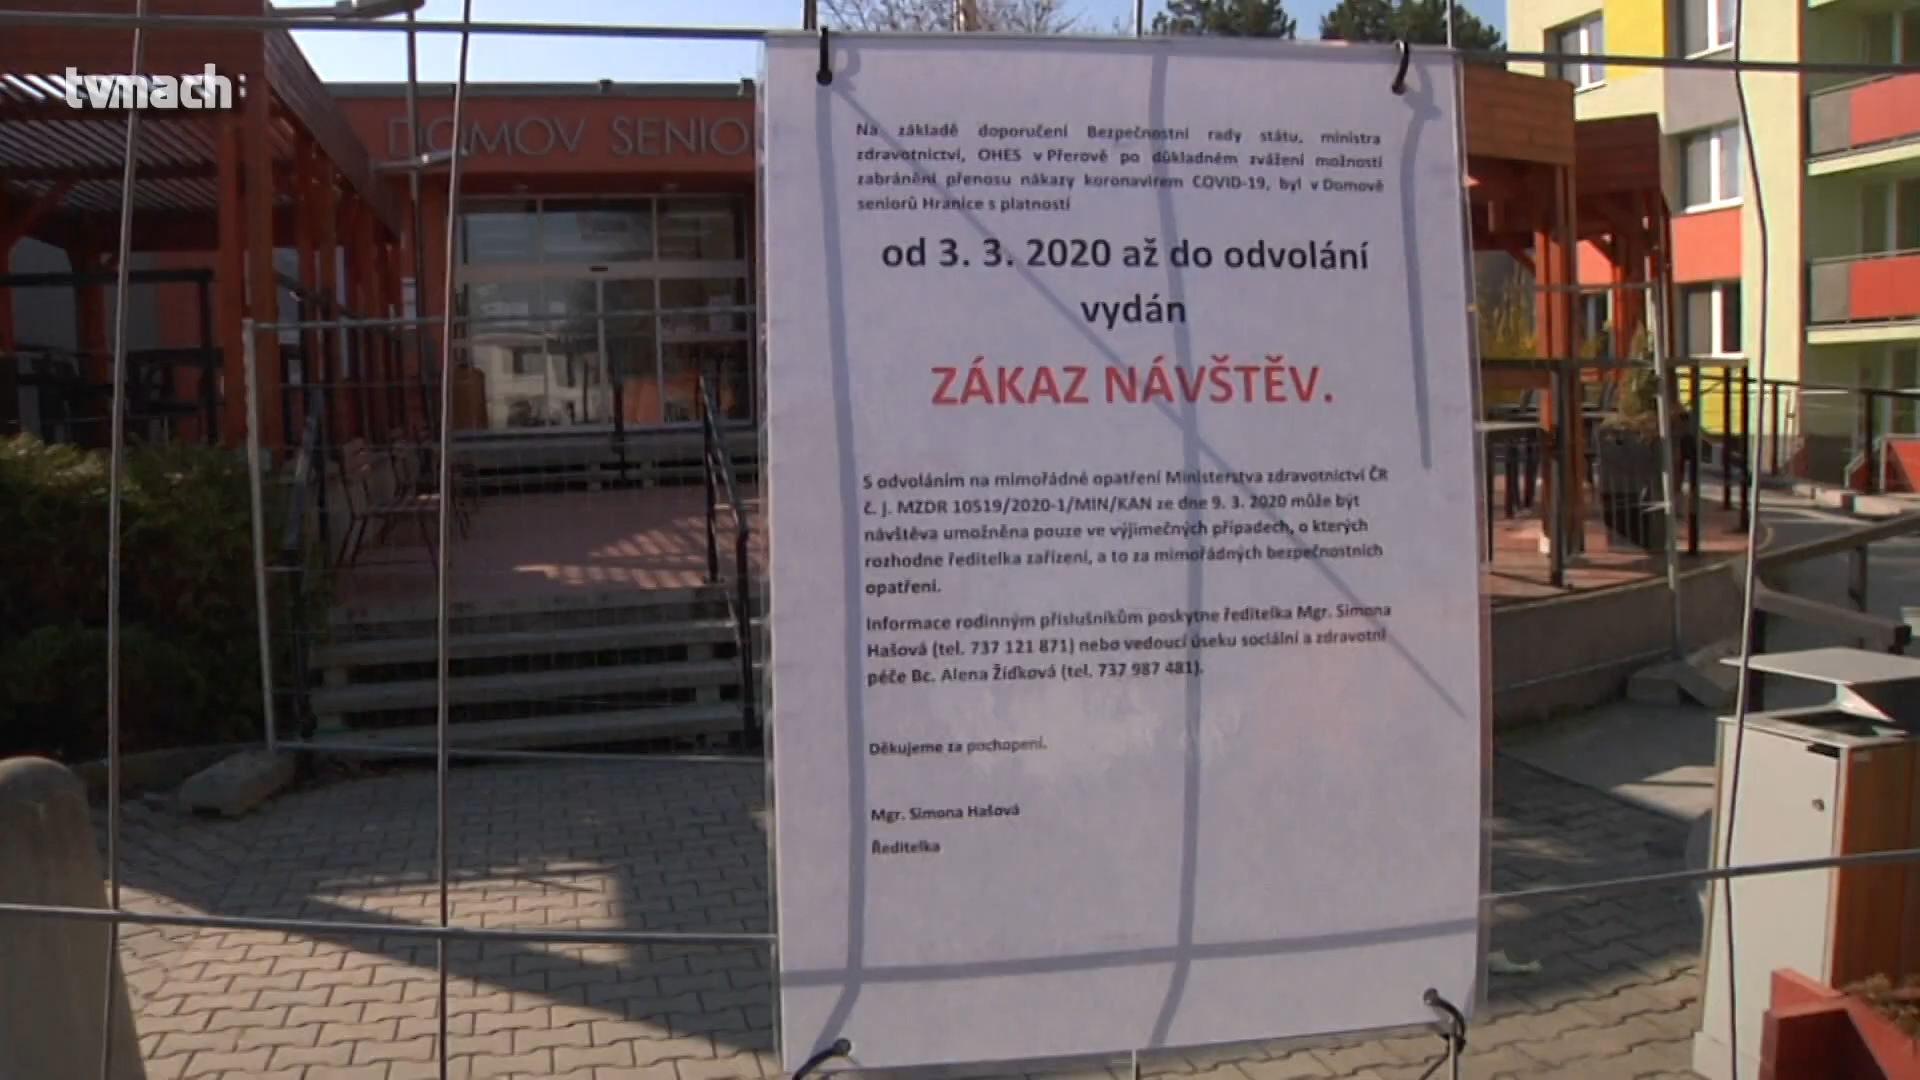 tvmach
DOMOV SENIO
Na základě doporučení Bezpečnostní rady státu, ministra
zdravotnictví, OHES v Přerově po důkladném zvážení možností
zabránění přenosu nákazy koronavirem COVID-19, byl v Domově
seniorů Hranice s platností
od 3. 3. 2020 až do odvolání
vydán
ZÁKAZ NÁVŠTĚV.
S odvoláním na mimořádné opatření Ministerstva zdravotnictví ČR
č. j. MZDR 10519/2020-1/MIN/KAN ze dne 9. 3. 2020 může být
návštěva umožněna pouze ve výjimečných případech, o kterých
rozhodne ředitelka zařízení, a to za mimořádných bezpečnostních
opatření.
Informace rodinným příslušníkům poskytne ředitelka Mgr. Simona
Hašová (tel. 737 121 871) nebo vedoucí úseku sociální a zdravotní
péče Bc. Alena Žídková (tel. 737 987 481).
Děkujeme za pochopení.
Mgr. Simona Hašová
Ředitelka